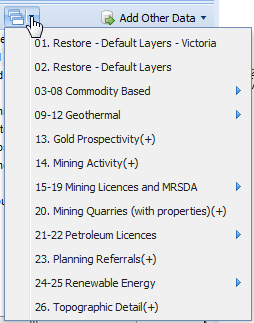 Add Other Data
01. Restore - Default Layers - Victoria
02. Restore - Default Layers
03-08 Commodity Based
09-12 Geothermal
13. Gold Prospectivity(+)
14. Mining Activity(+)
15-19 Mining Licences and MRSDA
20. Mining Quarries (with properties)(+)
21-22 Petroleum Licences
23. Planning Referrals(+)
24-25 Renewable Energy
26. Topographic Detail(+)